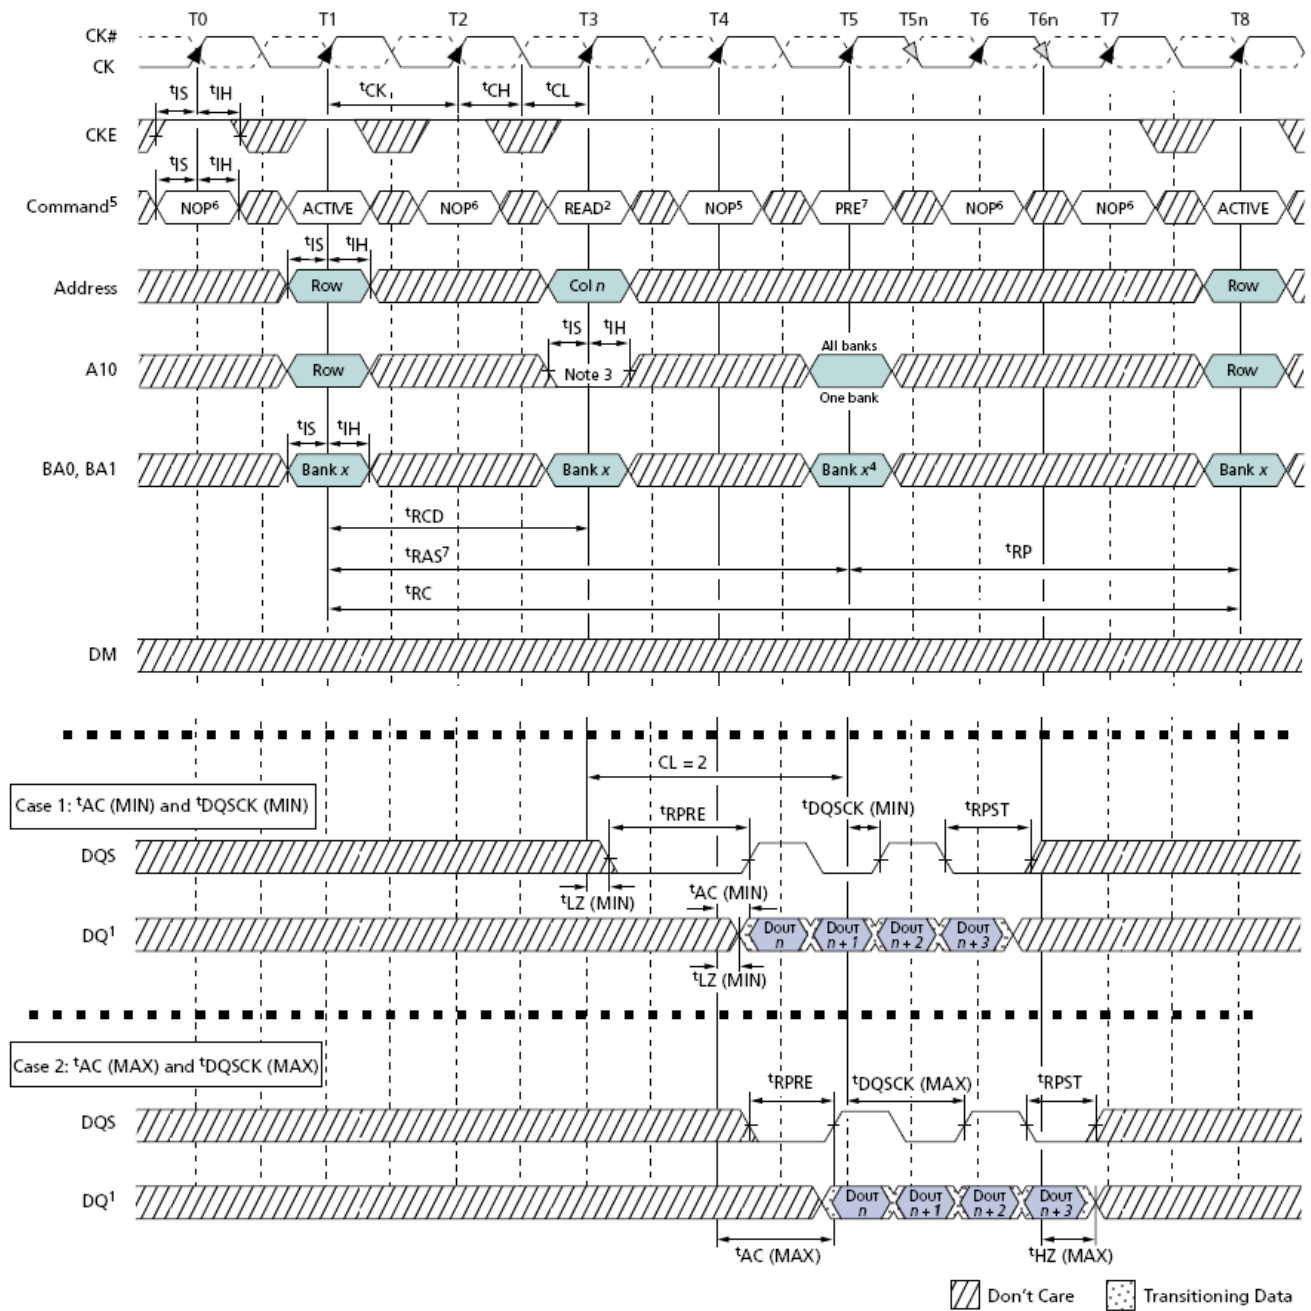 T0 T1 T2 T3 T4 T5 T5n T6 T6n T7 T8
CK#
CK
tIS tIH tCK tCH tCL
CKE
tIS tIH
Command5 NOP6 ACTIVE NOP6 READ2 NOP5 PRE7 NOP6 NOP6 ACTIVE
tIS tIH
Address Row Col n Row
tIS tIH All banks
A10 Row Note 3 Row
One bank
tIS tIH
BA0, BA1 Bank x Bank x Bank x4 Bank x
tRCD
tRAS7 tRP
tRC
DM
CL = 2
Case 1: tAC (MIN) and tDQSCK (MIN)
tRPRE tDQSCK (MIN) tRPST
DQS
tLZ (MIN) tAC (MIN)
DQ1 DOUT n DOUT n + 1 DOUT n + 2 DOUT n + 3
tLZ (MIN)
Case 2: tAC (MAX) and tDQSCK (MAX)
tRPRE tDQSCK (MAX) tRPST
DQS
DQ1 DOUT n DOUT n + 1 DOUT n + 2 DOUT n + 3
tAC (MAX) tHZ (MAX)
Don't Care Transitioning Data